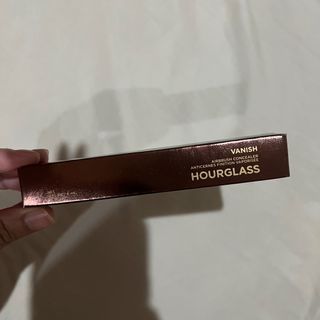 VANISH
AIRBRUSH CONCEALER
ANTICERNES FINITION VAPORISÉE
HOURGLASS